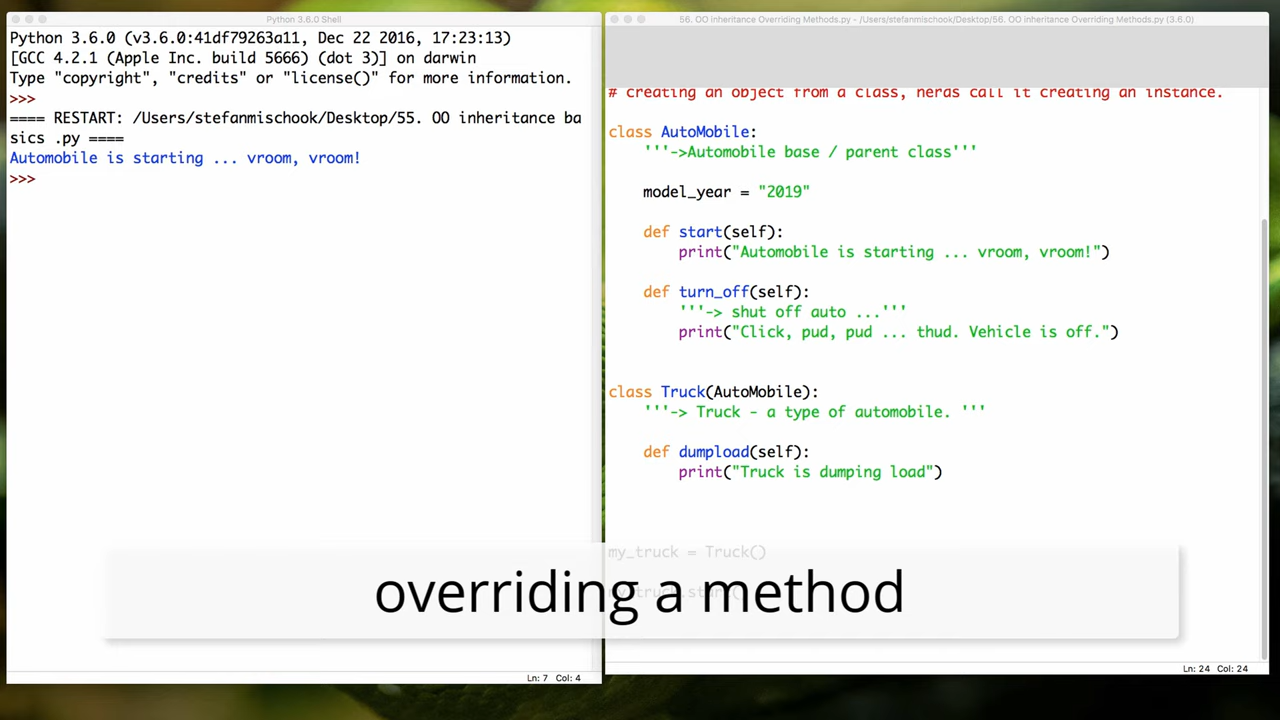 Python 3.6.0 Shell
Python 3.6.0 (v3.6.0:41df79263a11, Dec 22 2016, 17:23:13)
[GCC 4.2.1 (Apple Inc. build 5666) (dot 3)] on darwin
Type "copyright", "credits" or "license()" for more information.
>>>
==== RESTART: /Users/stefanmischook/Desktop/55. OO inheritance ba
sics .py ====
Automobile is starting ... vroom, vroom!
>>>
Ln: 7 Col: 4
56. OO inheritance Overriding Methods.py - /Users/stefanmischook/Desktop/56. OO inheritance Overriding Methods.py (3.6.0)
# creating an object from a class, nerds call it creating an instance.
class AutoMobile:
'''->Automobile base / parent class'''
model_year = "2019"
def start(self):
print("Automobile is starting ... vroom, vroom!")
def turn_off(self):
'''-> shut off auto ...'''
print("Click, pud, pud ... thud. Vehicle is off.")
class Truck(AutoMobile):
'''-> Truck - a type of automobile. '''
def dumpload(self):
print("Truck is dumping load")
my_truck = Truck()
overriding a method
Ln: 24 Col: 24